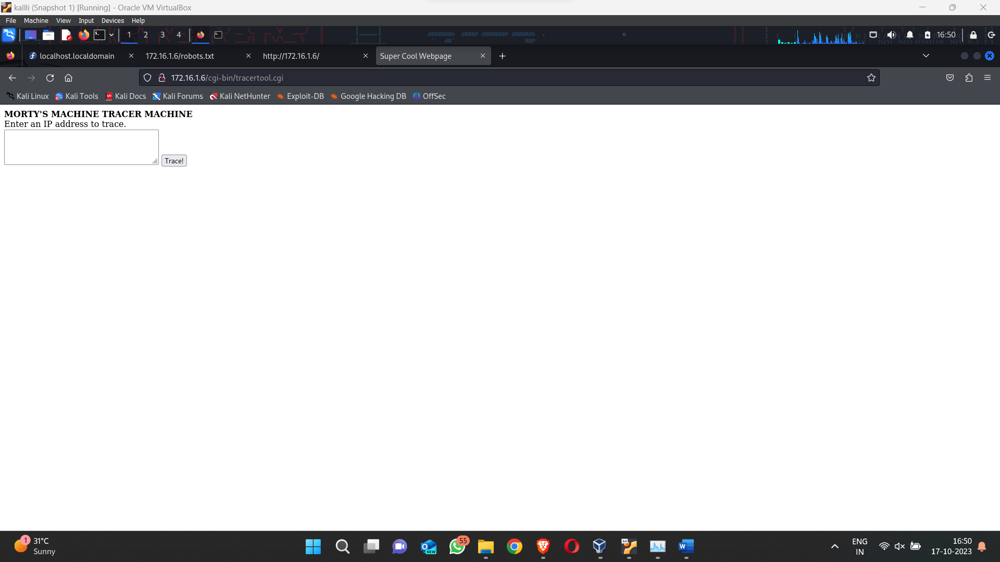 kallli (Snapshot 1) [Running] - Oracle VM VirtualBox
File Machine View Input Devices Help
1 2 3 4 16:50
localhost.localdomain 172.16.1.6/robots.txt http://172.16.1.6/ Super Cool Webpage
172.16.1.6/cgi-bin/tracertool.cgi
Kali Linux Kali Tools Kali Docs Kali Forums Kali NetHunter Exploit-DB Google Hacking DB OffSec
MORTY'S MACHINE TRACER MACHINE
Enter an IP address to trace.
Trace!
1 31°C
Sunny
NEW 55 64 W
ENG
IN
16:50
17-10-2023